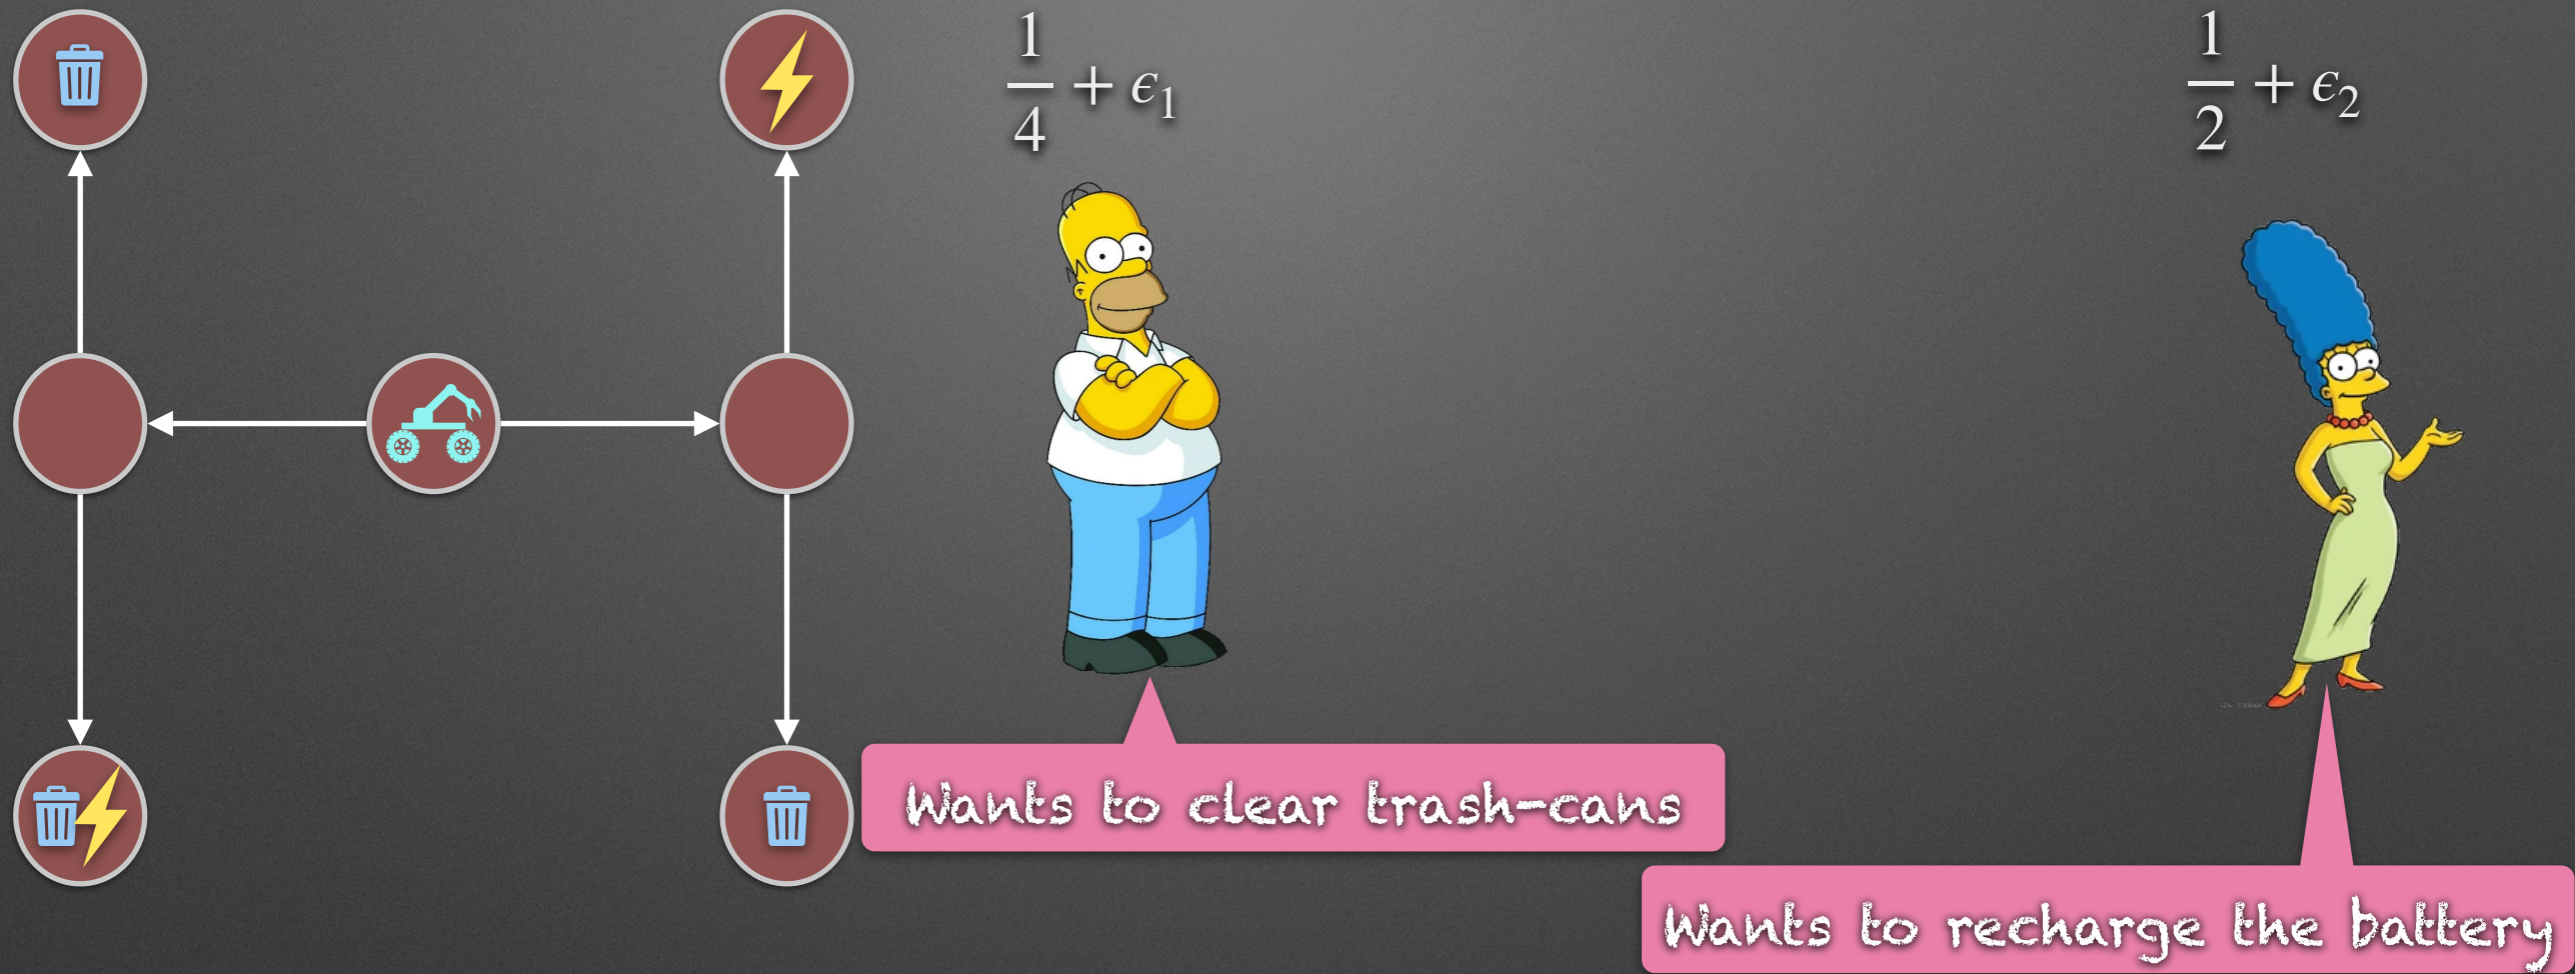 1/4 + ϵ₁
1/2 + ϵ₂
Wants to clear trash-cans
Wants to recharge the battery